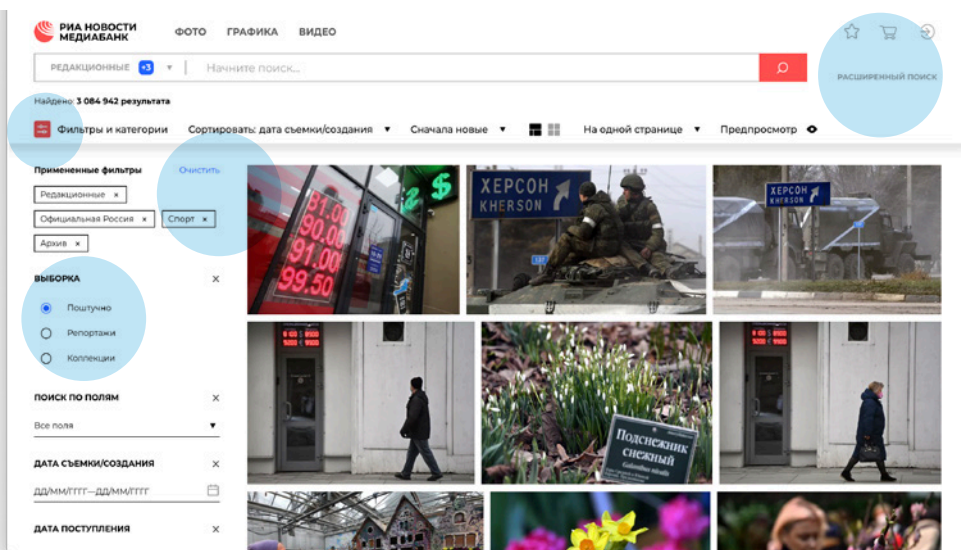 РИА НОВОСТИ
МЕДИАБАНК
ФОТО ГРАФИКА ВИДЕО
РЕДАКЦИОННЫЕ +3 Начните поиск...
РАСШИРЕННЫЙ ПОИСК
Найдено: 3 084 942 результата
Фильтры и категории Сортировать: дата съемки/создания Сначала новые На одной странице Предпросмотр
Примененные фильтры Очистить
Редакционные ×
Официальная Россия × Спорт ×
Архив ×
ВЫБОРКА ×
Поштучно
Репортажи
Коллекции
ПОИСК ПО ПОЛЯМ ×
Все поля
ДАТА СЪЕМКИ/СОЗДАНИЯ ×
ДД/ММ/ГГГГ—ДД/ММ/ГГГГ
ДАТА ПОСТУПЛЕНИЯ ×
81.00
90.00
91.00
99.50
$
ХЕРСОН
KHERSON
ХЕРСОН
KHERSON
Подснежник
снежный
Galanthus nivalis